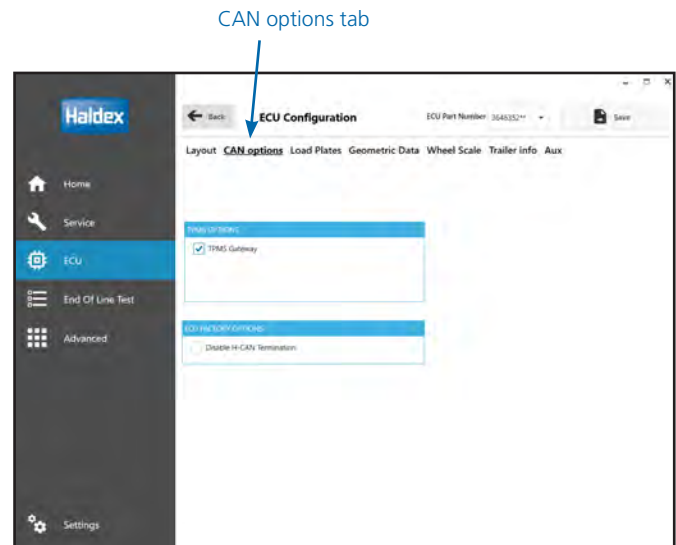 CAN options tab
Haldex
Back
ECU Configuration
ECU Part Number 3646352**
Save
Layout CAN options Load Plates Geometric Data Wheel Scale Trailer info Aux
Home
Service
TPMS OPTIONS
TPMS Gateway
ECU
End Of Line Test
ECU FACTORY OPTIONS
Disable H-CAN Termination
Advanced
Settings